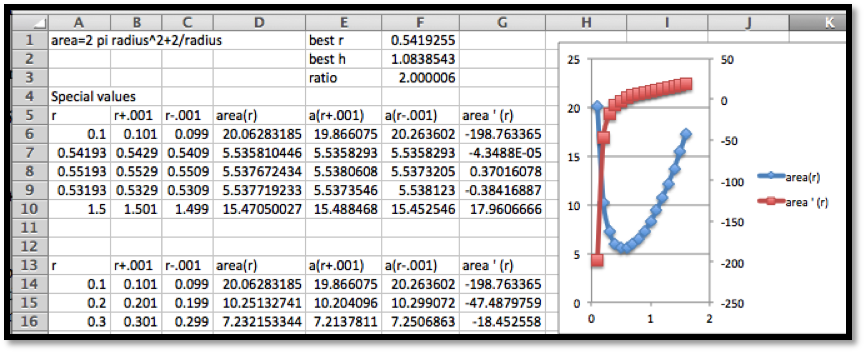 A B C D E F G H I J K
1 area=2 pi radius^2+2/radius best r 0.5419255
2 best h 1.0838543
3 ratio 2.000006
4 Special values
5 r r+.001 r-.001 area(r) a(r+.001) a(r-.001) area ' (r)
6 0.1 0.101 0.099 20.06283185 19.866075 20.263602 -198.763365
7 0.54193 0.5429 0.5409 5.535810446 5.5358293 5.5358293 -4.3488E-05
8 0.55193 0.5529 0.5509 5.537672434 5.5380608 5.5373205 0.37016078
9 0.53193 0.5329 0.5309 5.537719233 5.5373546 5.538123 -0.38416887
10 1.5 1.501 1.499 15.47050027 15.488468 15.452546 17.9606666
11
12
13 r r+.001 r-.001 area(r) a(r+.001) a(r-.001) area ' (r)
14 0.1 0.101 0.099 20.06283185 19.866075 20.263602 -198.763365
15 0.2 0.201 0.199 10.25132741 10.204096 10.299072 -47.4879759
16 0.3 0.301 0.299 7.232153344 7.2137811 7.2506863 -18.452558
25 50
20 0
15 -50
10 -100
5 -150
0 -200
-250
0 1 2
area(r)
area ' (r)